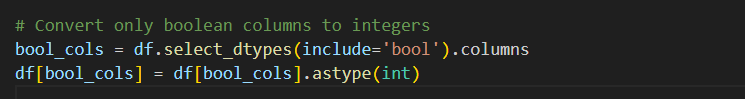 # Convert only boolean columns to integers
bool_cols = df.select_dtypes(include='bool').columns
df[bool_cols] = df[bool_cols].astype(int)